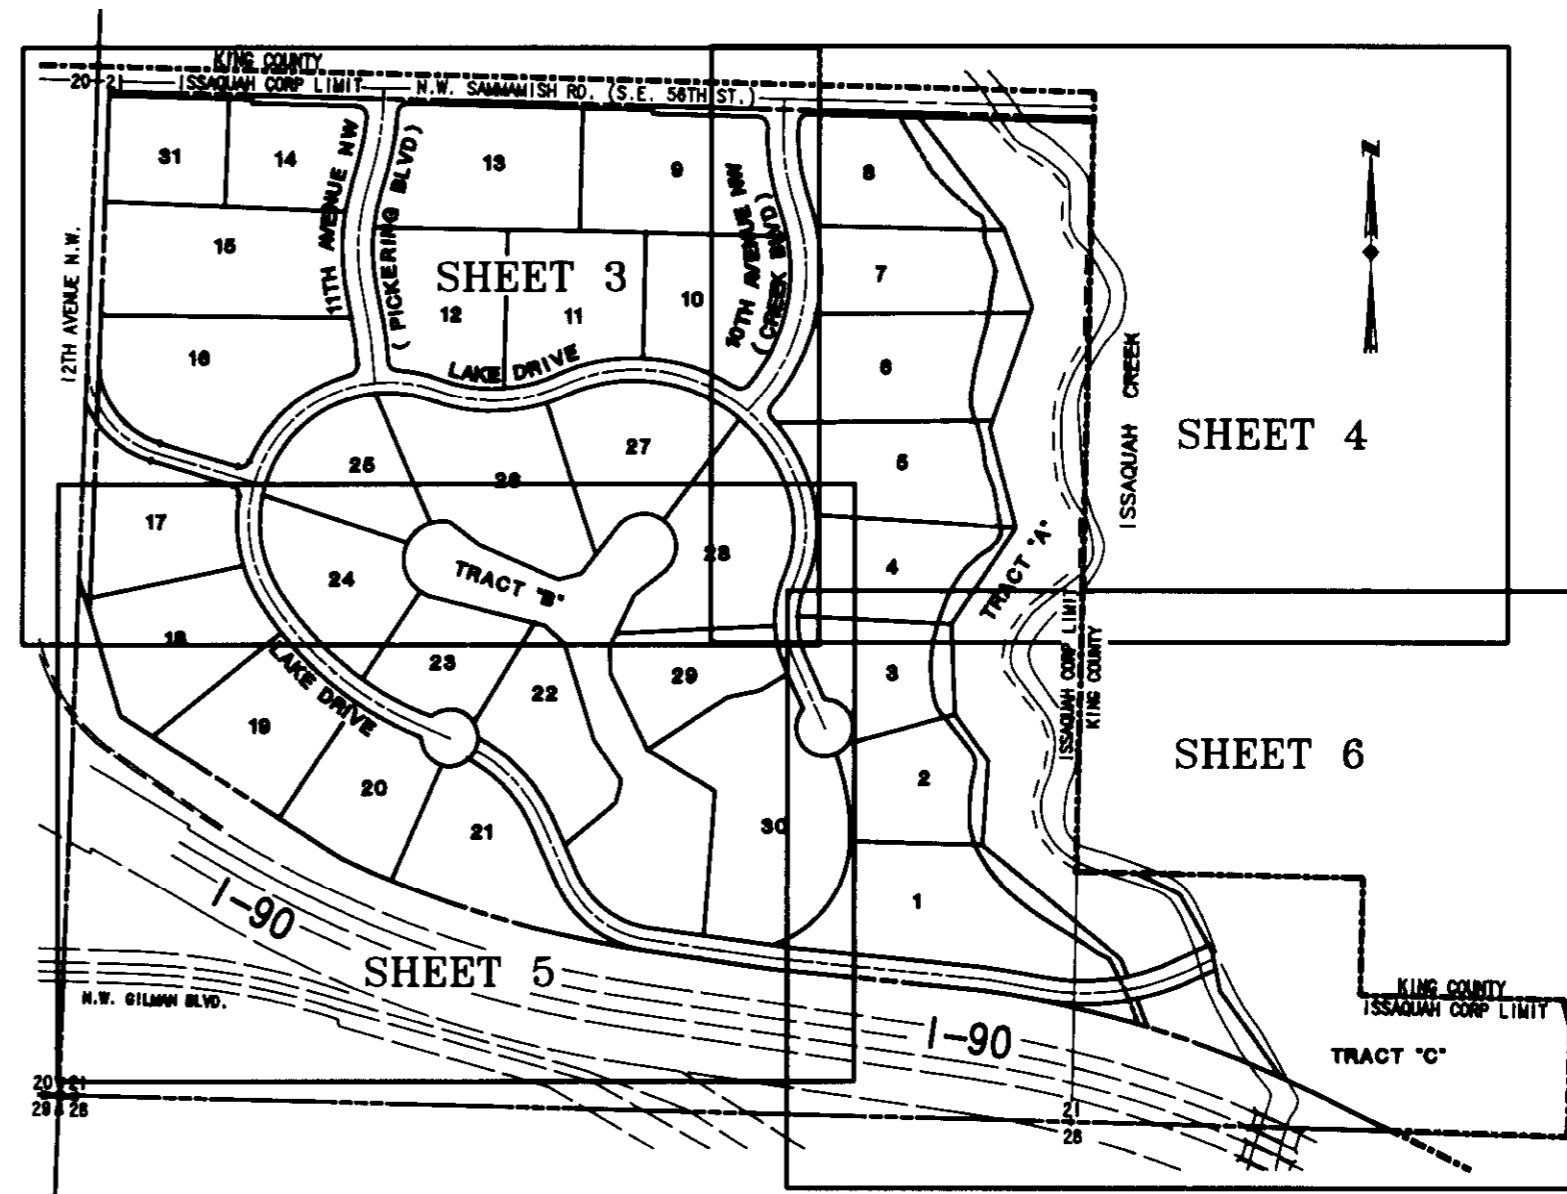 KING COUNTY
20 21
ISSAQUAH CORP LIMIT
N.W. SAMMAMISH RD. (S.E. 56TH ST.)
31
14
13
9
8
11TH AVENUE NW
(PICKERING BLVD)
10TH AVENUE NW
(CREEK BLVD)
N
15
7
12TH AVENUE N.W.
SHEET 3
12
11
10
16
LAKE DRIVE
6
ISSAQUAH CREEK
SHEET 4
25
26
27
5
17
24
TRACT "B"
28
4
TRACT "A"
18
LAKE DRIVE
23
22
29
3
ISSAQUAH CORP LIMIT
KING COUNTY
19
20
21
30
2
SHEET 6
1
I-90
SHEET 5
N.W. GILMAN BLVD.
I-90
KING COUNTY
ISSAQUAH CORP LIMIT
TRACT "C"
20 21
29 28
21
28